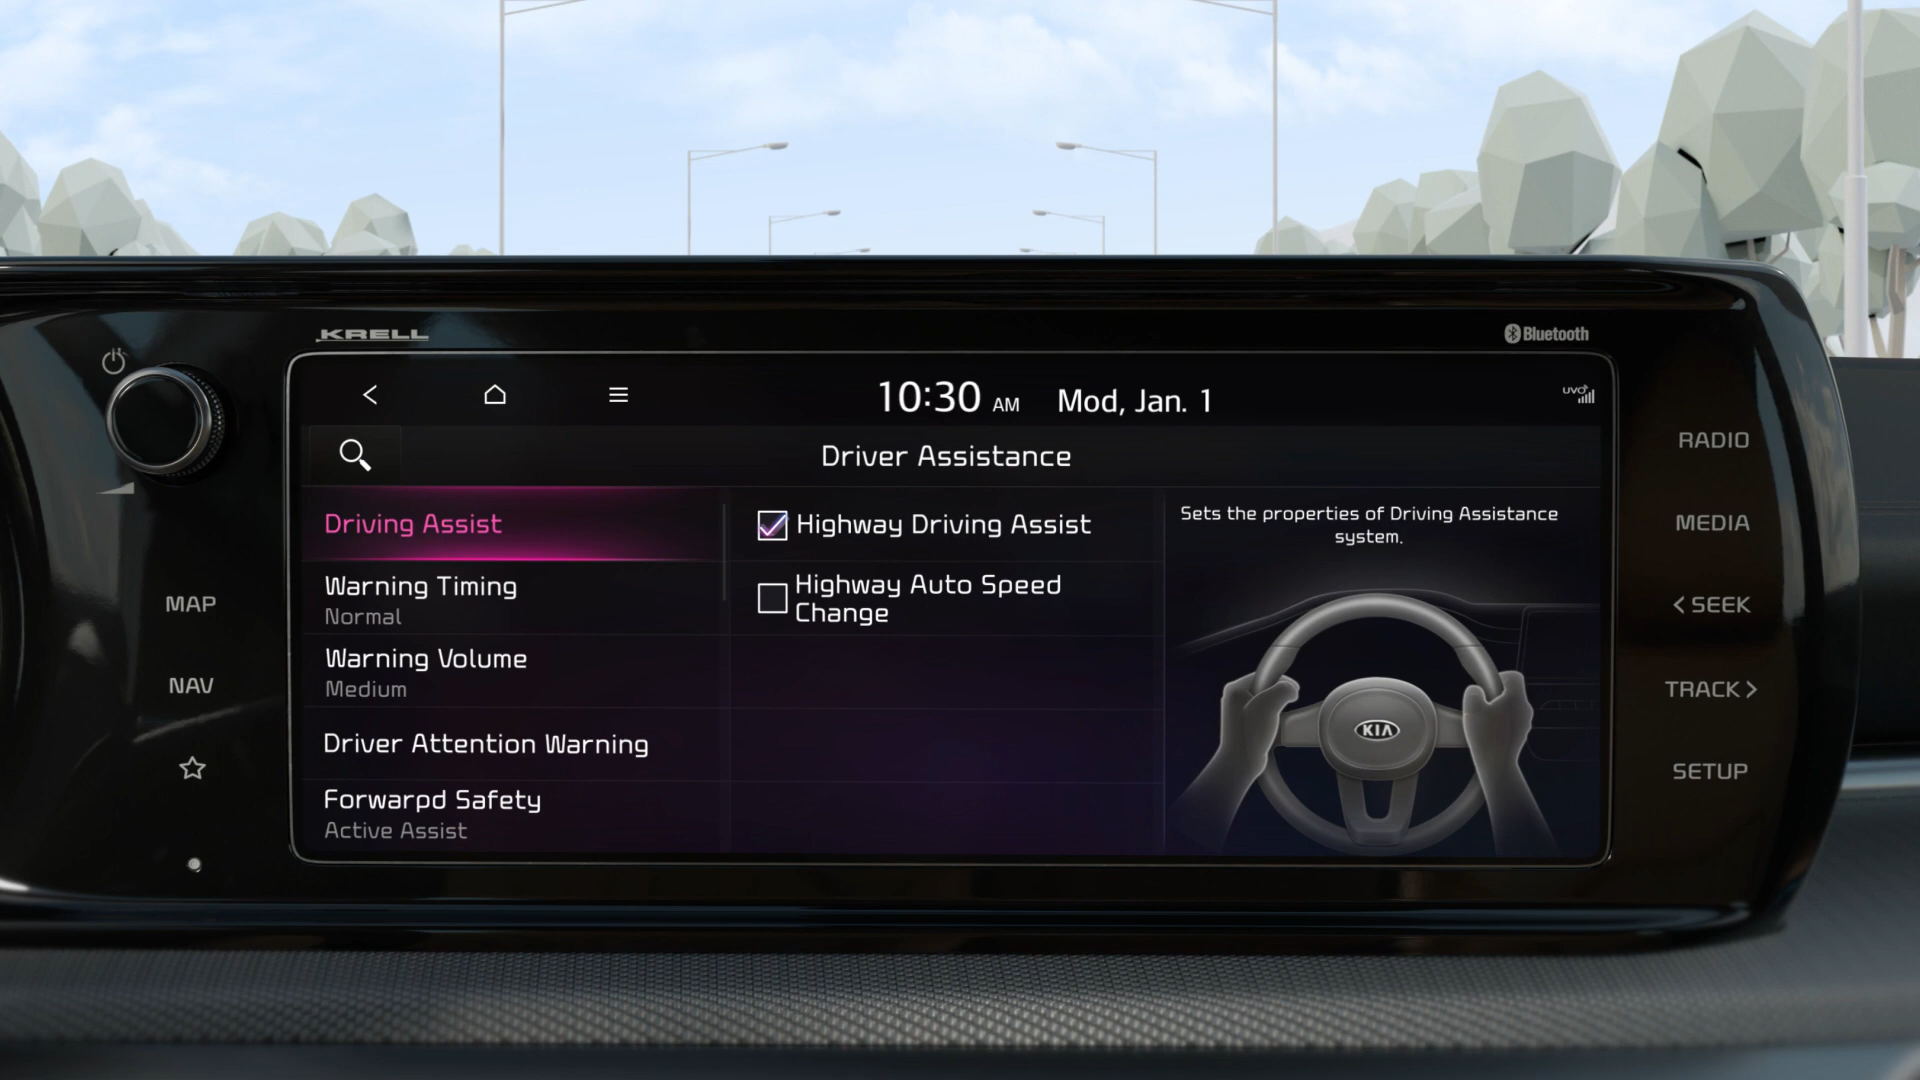 KRELL
Bluetooth
10:30 AM Mod, Jan. 1
UVO
Driver Assistance
Driving Assist
Warning Timing
Normal
Warning Volume
Medium
Driver Attention Warning
Forwarpd Safety
Active Assist
Highway Driving Assist
Highway Auto Speed
Change
Sets the properties of Driving Assistance
system.
KIA
MAP
NAV
RADIO
MEDIA
< SEEK
TRACK >
SETUP